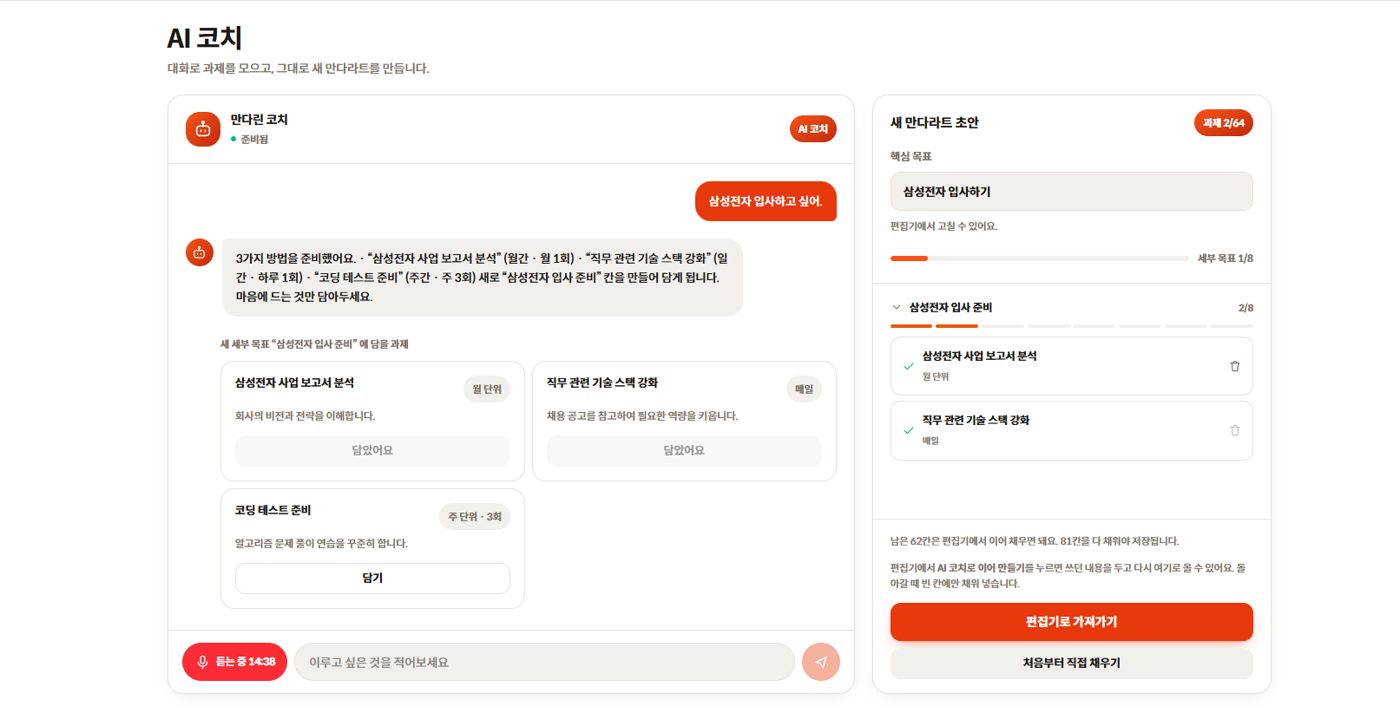 AI 코치
대화로 과제를 모으고, 그대로 새 만다라트를 만듭니다.
만다린 코치
준비됨
AI 코치
삼성전자 입사하고 싶어.
3가지 방법을 준비했어요. · “삼성전자 사업 보고서 분석” (월간 · 월 1회) · “직무 관련 기술 스택 강화” (일
간 · 하루 1회) · “코딩 테스트 준비” (주간 · 주 3회) 새로 “삼성전자 입사 준비” 칸을 만들어 담게 됩니다.
마음에 드는 것만 담아두세요.
새 세부 목표 “삼성전자 입사 준비” 에 담을 과제
삼성전자 사업 보고서 분석
월 단위
회사의 비전과 전략을 이해합니다.
담았어요
직무 관련 기술 스택 강화
매일
채용 공고를 참고하여 필요한 역량을 키웁니다.
담았어요
코딩 테스트 준비
주 단위 · 3회
알고리즘 문제 풀이 연습을 꾸준히 합니다.
담기
듣는 중 14:38
이루고 싶은 것을 적어보세요
새 만다라트 초안
과제 2/64
핵심 목표
삼성전자 입사하기
편집기에서 고칠 수 있어요.
세부 목표 1/8
삼성전자 입사 준비
2/8
삼성전자 사업 보고서 분석
월 단위
직무 관련 기술 스택 강화
매일
남은 62칸은 편집기에서 이어 채우면 돼요. 81칸을 다 채워야 저장됩니다.
편집기에서 AI 코치로 이어 만들기를 누르면 쓰던 내용을 두고 다시 여기로 올 수 있어요. 돌
아갈 때 빈 칸에만 채워 넣습니다.
편집기로 가져가기
처음부터 직접 채우기